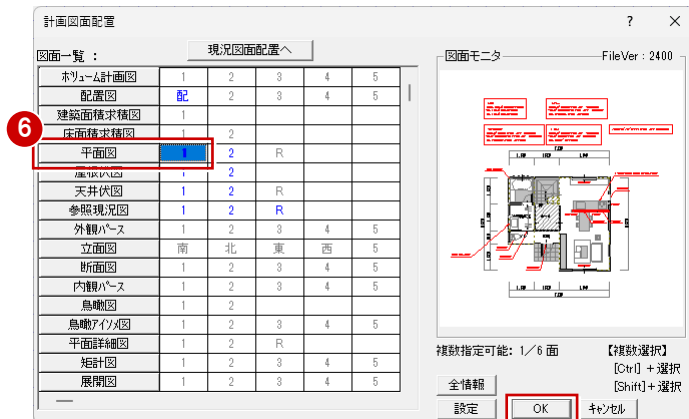 計画図面配置 ? ×
図面一覧 : 現況図面配置へ
ボリューム計画図 1 2 3 4 5
配置図 配 2 3 4 5
建築面積求積図 1
床面積求積図 1 2
6
平面図 1 2 R
屋根伏図 1 2
天井伏図 1 2 R
参照現況図 1 2 R
外観パース 1 2 3 4 5
立面図 南 北 東 西 5
断面図 1 2 3 4 5
内観パース 1 2 3 4 5
鳥瞰図 1 2
鳥瞰アイソメ図 1 2 3 4 5
平面詳細図 1 2 R
矩計図 1 2 3 4 5
展開図 1 2 3 4 5
図面モニタ FileVer : 2400
複数指定可能: 1/6 面 【複数選択】
[Ctrl] +選択
全情報 [Shift]+選択
設定 OK キャンセル